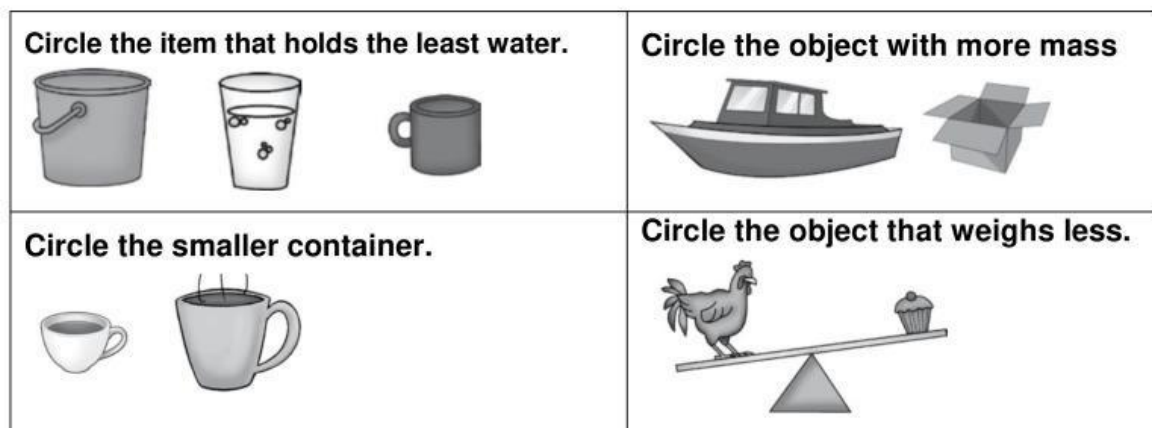 Circle the item that holds the least water.
Circle the object with more mass
Circle the smaller container.
Circle the object that weighs less.